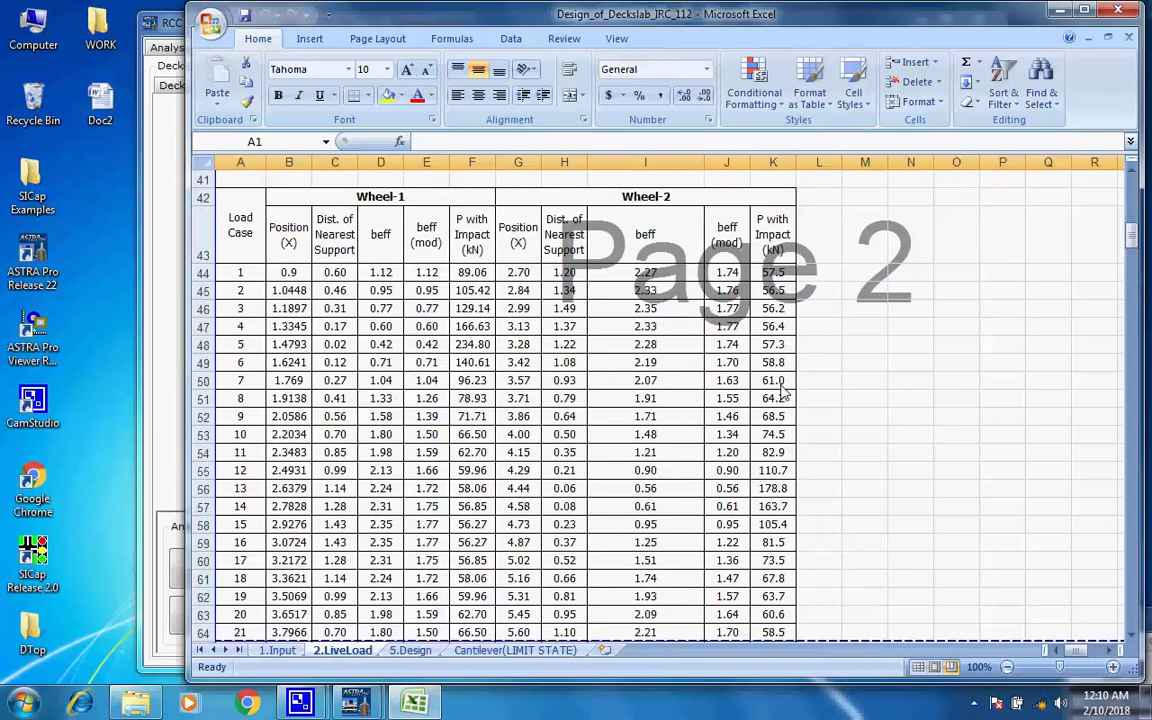 Design_of_Deckslab_IRC_112 - Microsoft Excel
Computer
WORK
Recycle Bin
Doc2
SICap
Examples
ASTRA Pro
Release 22
ASTRA Pro
Viewer R...
CamStudio
Google
Chrome
SICap
Release 2.0
DTop
RCC
Analys
Deck
Deck
An
Home Insert Page Layout Formulas Data Review View
Paste
Tahoma 10
General
Conditional
Formatting
Format
as Table
Cell
Styles
Insert
Delete
Format
Sort &
Filter
Find &
Select
Clipboard Font Alignment Number Styles Cells Editing
A1 fx
A B C D E F G H I J K L M N O P Q R
41
42 Wheel-1 Wheel-2
43 Load Case Position (X) Dist. of Nearest Support beff beff (mod) P with Impact (kN) Position (X) Dist. of Nearest Support beff beff (mod) P with Impact (kN)
Page 2
44 1 0.9 0.60 1.12 1.12 89.06 2.70 1.20 2.27 1.74 57.5
45 2 1.0448 0.46 0.95 0.95 105.42 2.84 1.34 2.33 1.76 56.5
46 3 1.1897 0.31 0.77 0.77 129.14 2.99 1.49 2.35 1.77 56.2
47 4 1.3345 0.17 0.60 0.60 166.63 3.13 1.37 2.33 1.77 56.4
48 5 1.4793 0.02 0.42 0.42 234.80 3.28 1.22 2.28 1.74 57.3
49 6 1.6241 0.12 0.71 0.71 140.61 3.42 1.08 2.19 1.70 58.8
50 7 1.769 0.27 1.04 1.04 96.23 3.57 0.93 2.07 1.63 61.0
51 8 1.9138 0.41 1.33 1.26 78.93 3.71 0.79 1.91 1.55
52 9 2.0586 0.56 1.58 1.39 71.71 3.86 0.64 1.71 1.46 68.5
53 10 2.2034 0.70 1.80 1.50 66.50 4.00 0.50 1.48 1.34 74.5
54 11 2.3483 0.85 1.98 1.59 62.70 4.15 0.35 1.21 1.20 82.9
55 12 2.4931 0.99 2.13 1.66 59.96 4.29 0.21 0.90 0.90 110.7
56 13 2.6379 1.14 2.24 1.72 58.06 4.44 0.06 0.56 0.56 178.8
57 14 2.7828 1.28 2.31 1.75 56.85 4.58 0.08 0.61 0.61 163.7
58 15 2.9276 1.43 2.35 1.77 56.27 4.73 0.23 0.95 0.95 105.4
59 16 3.0724 1.43 2.35 1.77 56.27 4.87 0.37 1.25 1.22 81.5
60 17 3.2172 1.28 2.31 1.75 56.85 5.02 0.52 1.51 1.36 73.5
61 18 3.3621 1.14 2.24 1.72 58.06 5.16 0.66 1.74 1.47 67.8
62 19 3.5069 0.99 2.13 1.66 59.96 5.31 0.81 1.93 1.57 63.7
63 20 3.6517 0.85 1.98 1.59 62.70 5.45 0.95 2.09 1.64 60.6
64 21 3.7966 0.70 1.80 1.50 66.50 5.60 1.10 2.21 1.70 58.5
1.Input 2.LiveLoad 5.Design Cantilever(LIMIT STATE)
Ready 100%
12:10 AM
2/10/2018